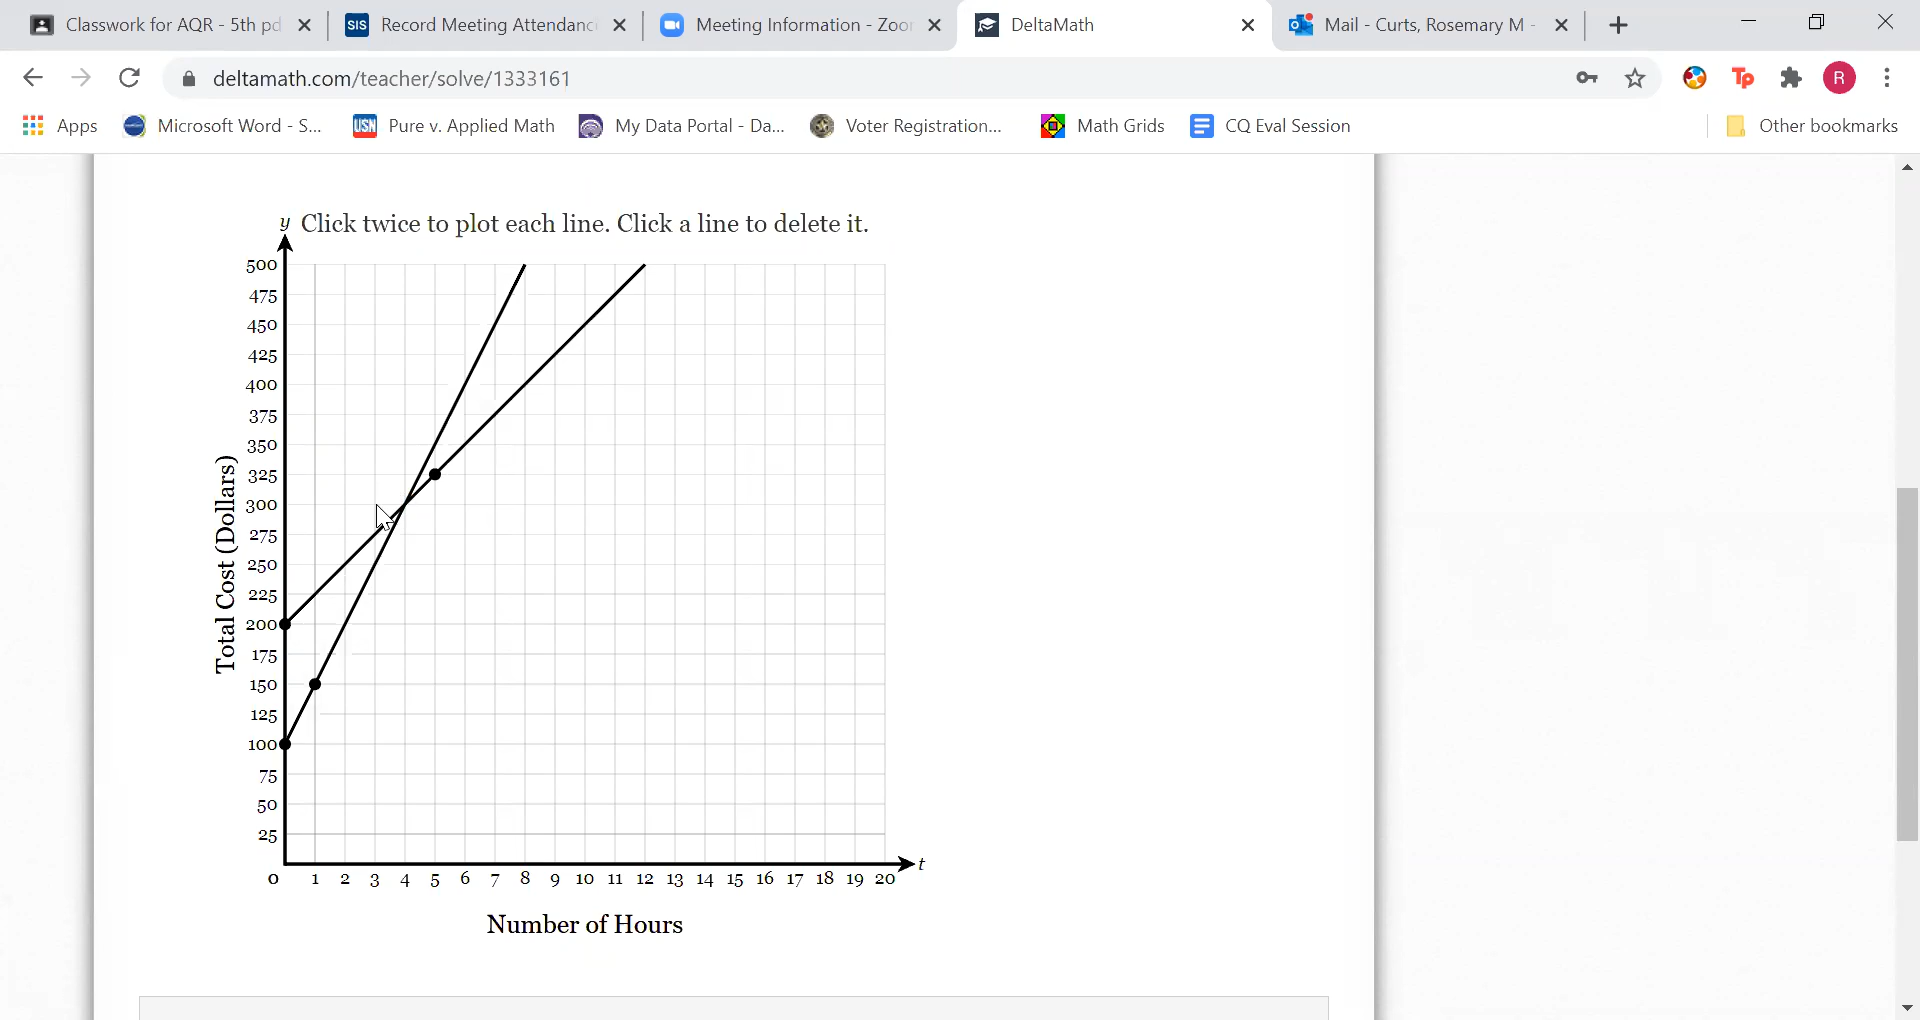 Classwork for AQR - 5th pd
SIS Record Meeting Attendanc
Meeting Information - Zoo
DeltaMath
Mail - Curts, Rosemary M -
deltamath.com/teacher/solve/1333161
Tp
R
Apps
Microsoft Word - S...
USN Pure v. Applied Math
My Data Portal - Da...
Voter Registration...
Math Grids
CQ Eval Session
Other bookmarks
y Click twice to plot each line. Click a line to delete it.
500
475
450
425
400
375
350
325
300
275
250
225
200
175
150
125
100
75
50
25
Total Cost (Dollars)
t
0 1 2 3 4 5 6 7 8 9 10 11 12 13 14 15 16 17 18 19 20
Number of Hours